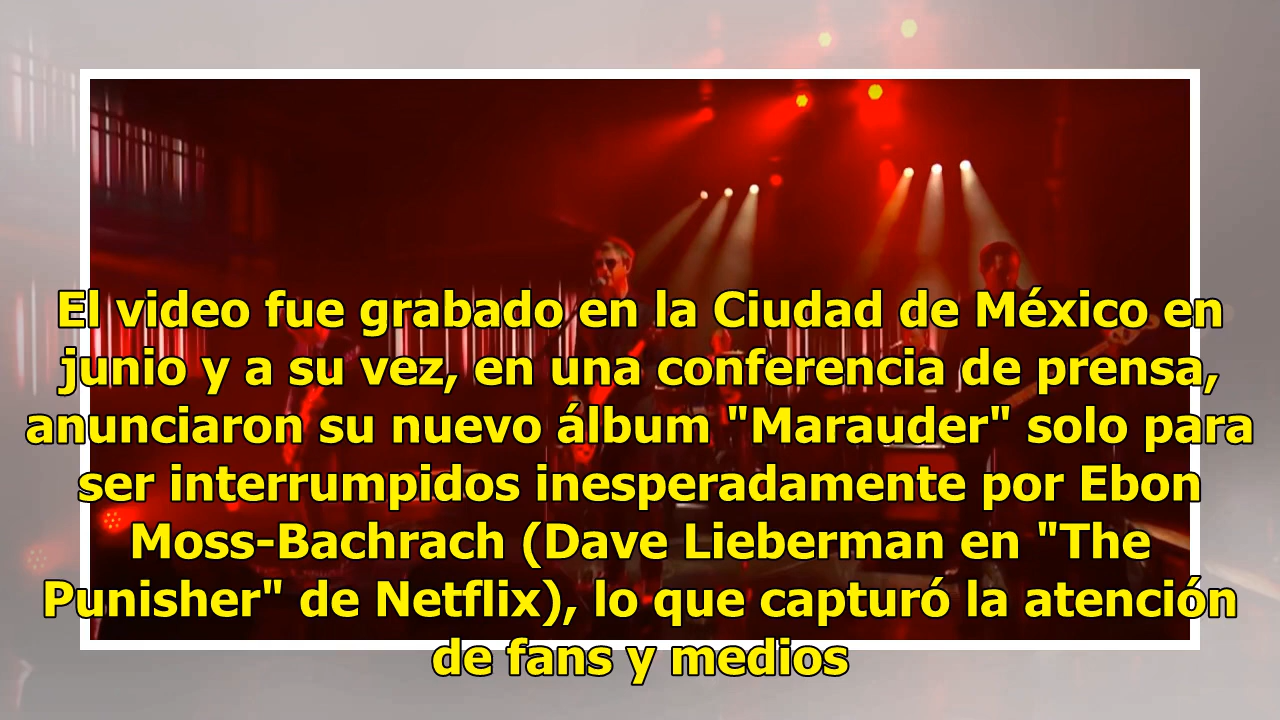 El video fue grabado en la Ciudad de México en
junio y a su vez, en una conferencia de prensa,
anunciaron su nuevo álbum "Marauder" solo para
ser interrumpidos inesperadamente por Ebon
Moss-Bachrach (Dave Lieberman en "The
Punisher" de Netflix), lo que capturó la atención
de fans y medios